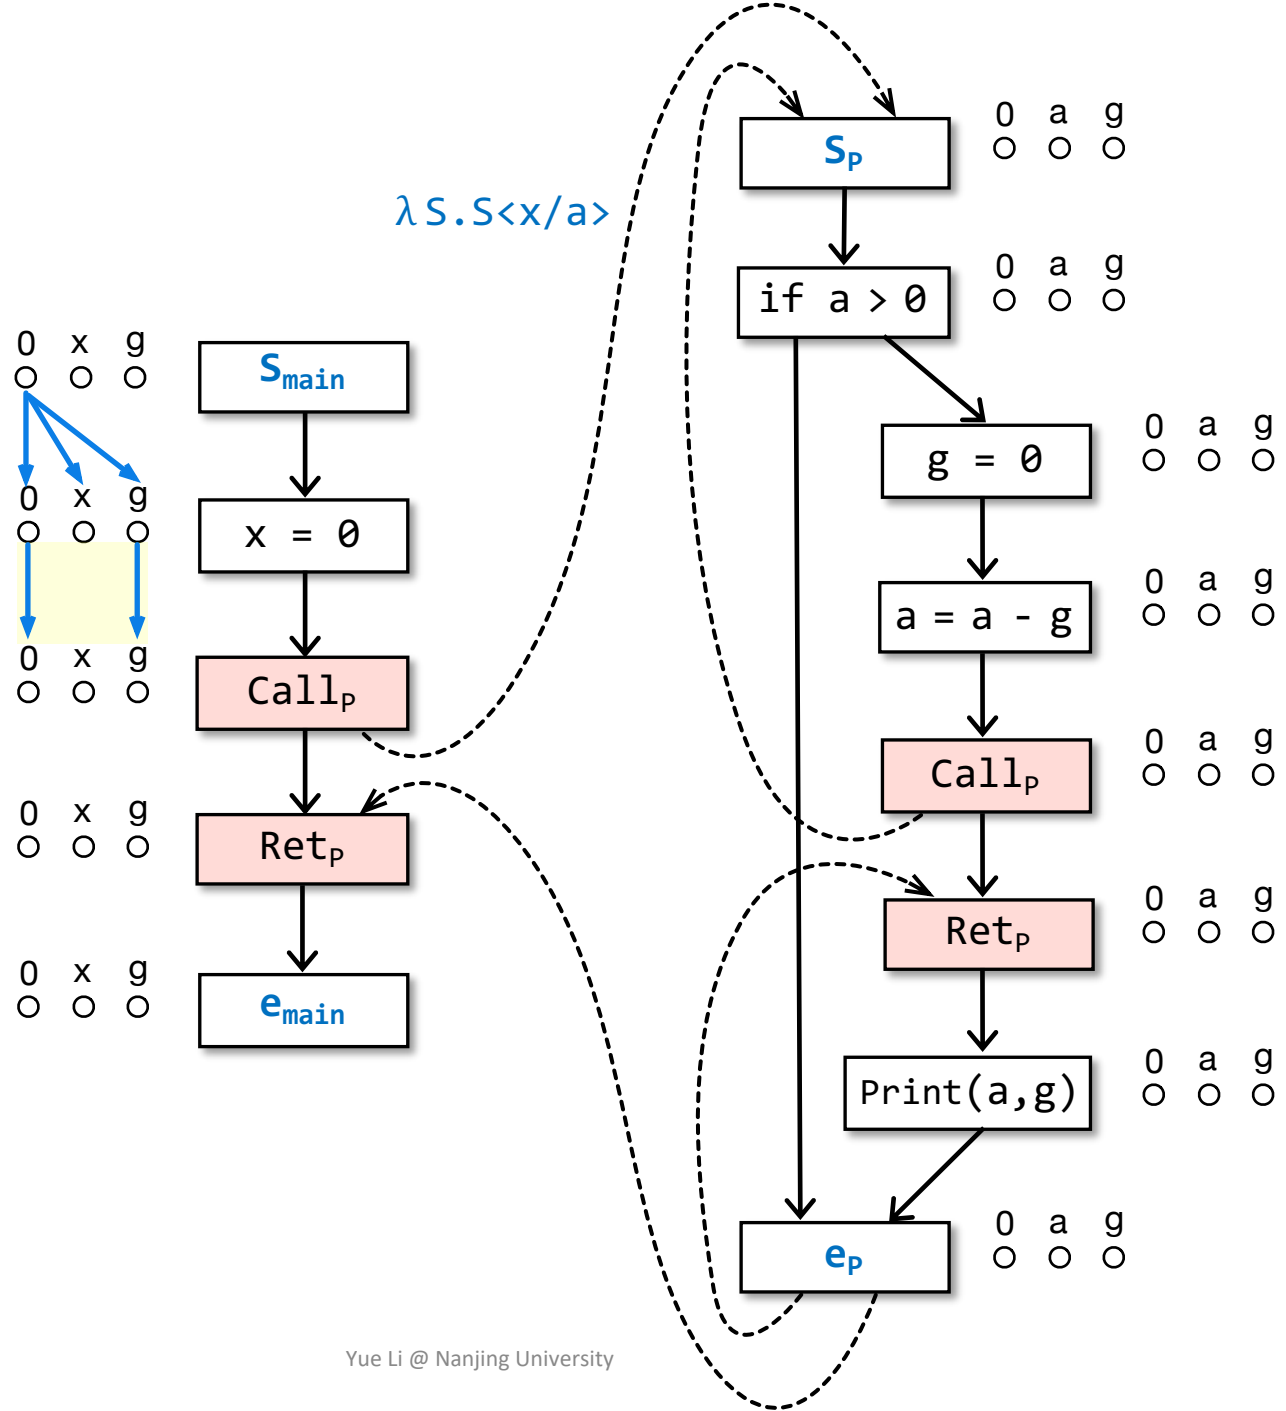 0 a g
S_P
λS.S<x/a>
0 a g
if a > 0
0 x g
S_main
0 a g
g = 0
0 x g
x = 0
0 a g
a = a - g
0 x g
Call_P
0 a g
Call_P
0 x g
Ret_P
0 a g
Ret_P
0 x g
e_main
0 a g
Print(a,g)
0 a g
e_P
Yue Li @ Nanjing University